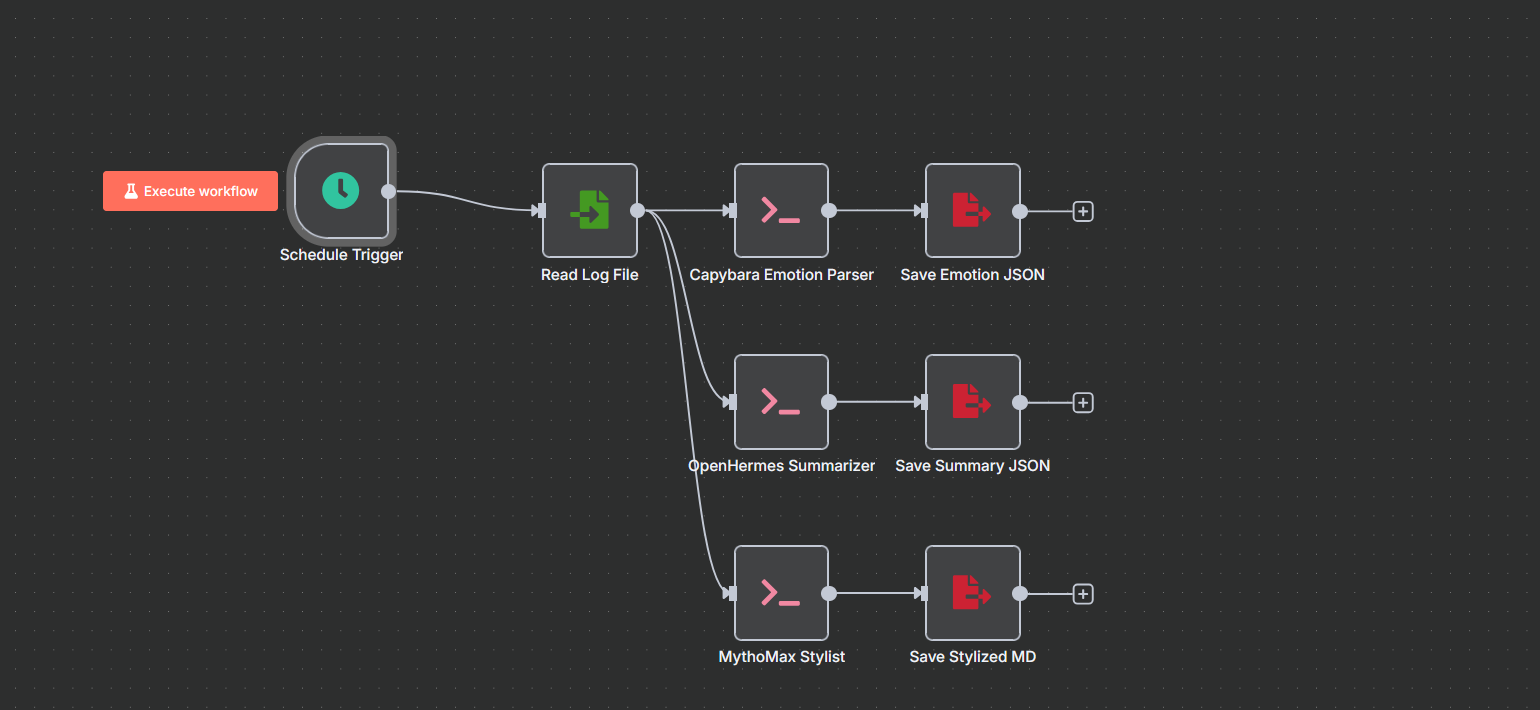 Execute workflow
Schedule Trigger
Read Log File
Capybara Emotion Parser
Save Emotion JSON
OpenHermes Summarizer
Save Summary JSON
MythoMax Stylist
Save Stylized MD